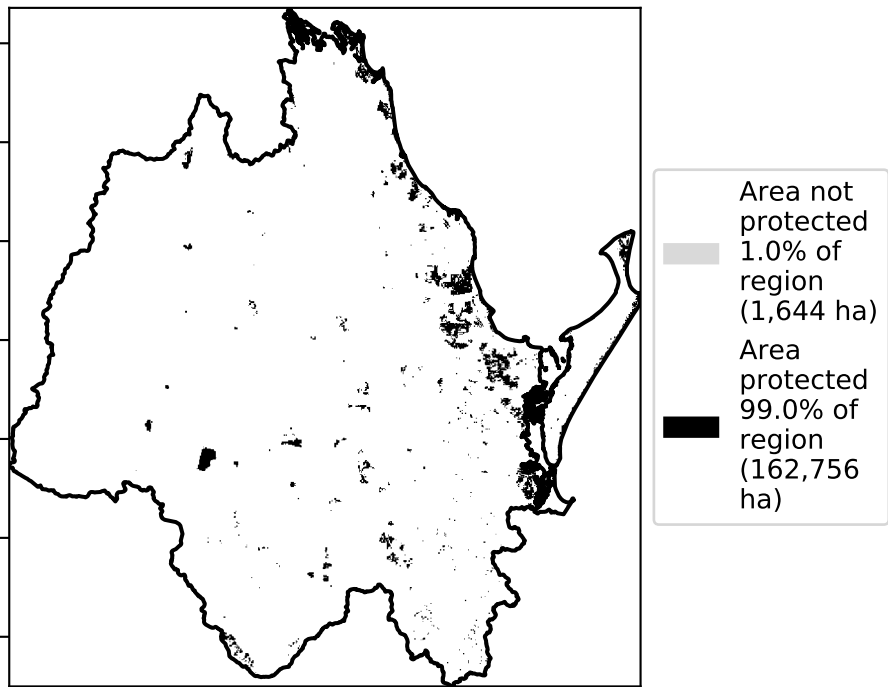 Area not
protected
1.0% of
region
(1,644 ha)
Area
protected
99.0% of
region
(162,756
ha)